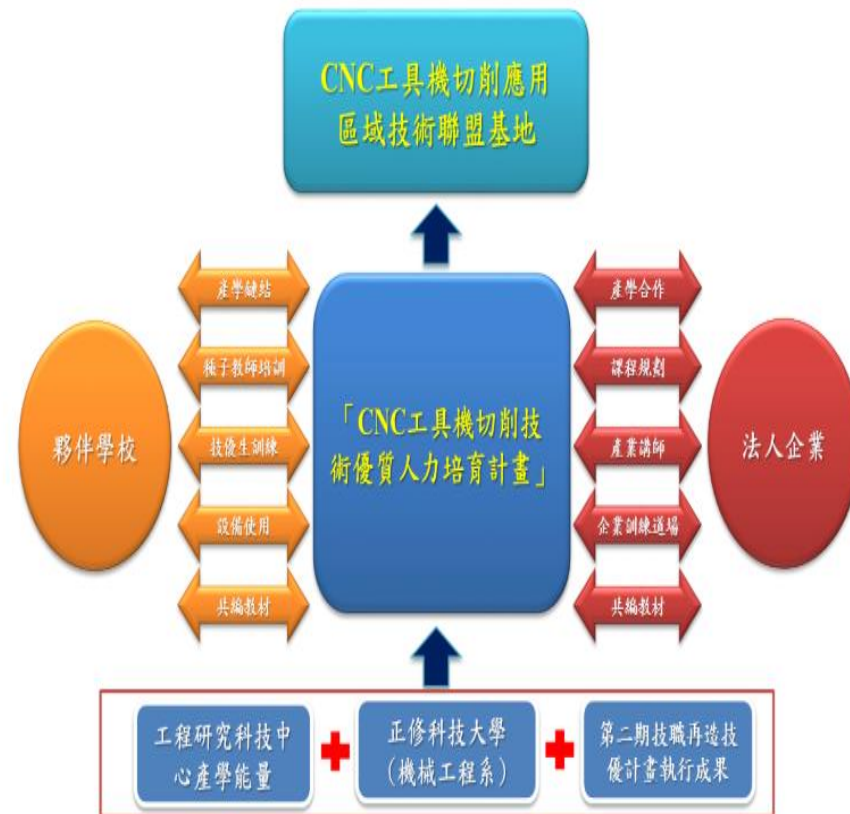 CNC工具機切削應用
區域技術聯盟基地
產學鏈結
產學合作
種子教師培訓
課程規劃
夥伴學校
技優生訓練
「CNC工具機切削技
術優質人力培育計畫」
產業講師
法人企業
設備使用
企業訓練道場
共編教材
共編教材
工程研究科技中
心產學能量
正修科技大學
(機械工程系)
第二期技職再造技
優計畫執行成果